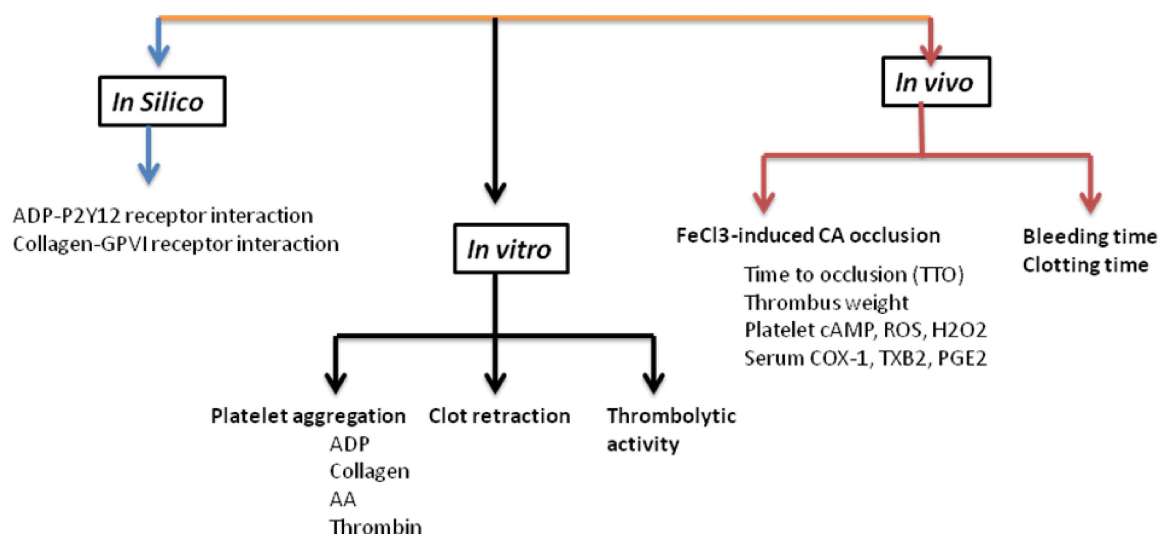 In Silico
ADP-P2Y12 receptor interaction
Collagen-GPVI receptor interaction
In vitro
Platelet aggregation
ADP
Collagen
AA
Thrombin
Clot retraction
Thrombolytic
activity
In vivo
FeCl3-induced CA occlusion
Time to occlusion (TTO)
Thrombus weight
Platelet cAMP, ROS, H2O2
Serum COX-1, TXB2, PGE2
Bleeding time
Clotting time